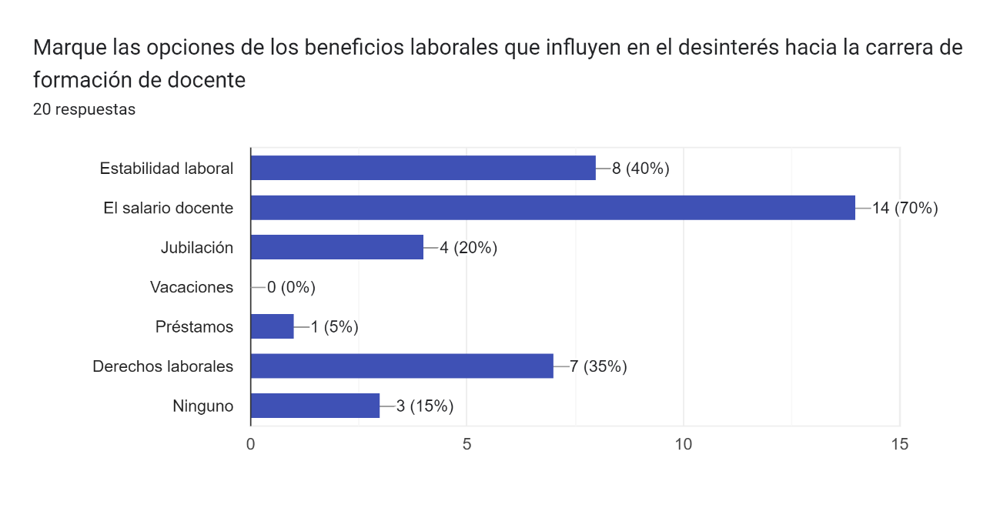 Marque las opciones de los beneficios laborales que influyen en el desinterés hacia la carrera de
formación de docente
20 respuestas
Estabilidad laboral 8 (40%)
El salario docente 14 (70%)
Jubilación 4 (20%)
Vacaciones 0 (0%)
Préstamos 1 (5%)
Derechos laborales 7 (35%)
Ninguno 3 (15%)
0 5 10 15